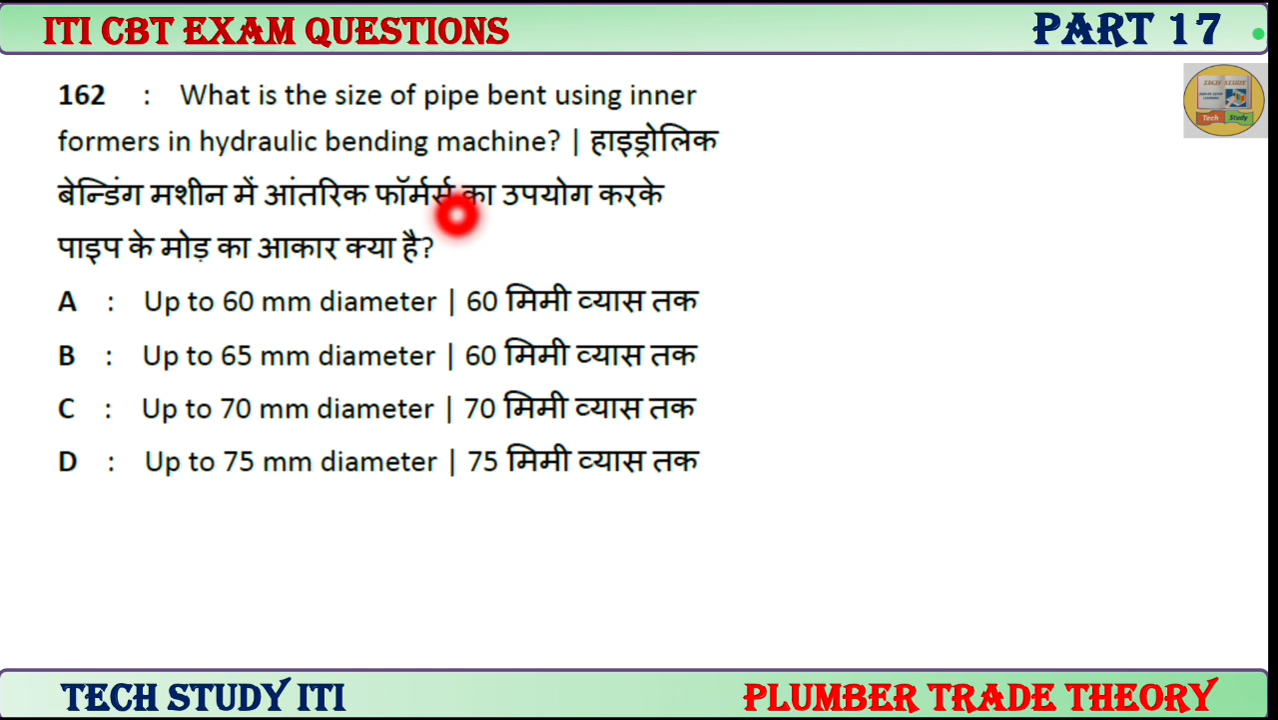 ITI CBT EXAM QUESTIONS
PART 17
TECH STUDY
Tech Study
162 : What is the size of pipe bent using inner
formers in hydraulic bending machine? | हाइड्रोलिक
बेन्डिंग मशीन में आंतरिक फॉर्मर्स का उपयोग करके
पाइप के मोड़ का आकार क्या है?
A : Up to 60 mm diameter | 60 मिमी व्यास तक
B : Up to 65 mm diameter | 60 मिमी व्यास तक
C : Up to 70 mm diameter | 70 मिमी व्यास तक
D : Up to 75 mm diameter | 75 मिमी व्यास तक
TECH STUDY ITI
PLUMBER TRADE THEORY